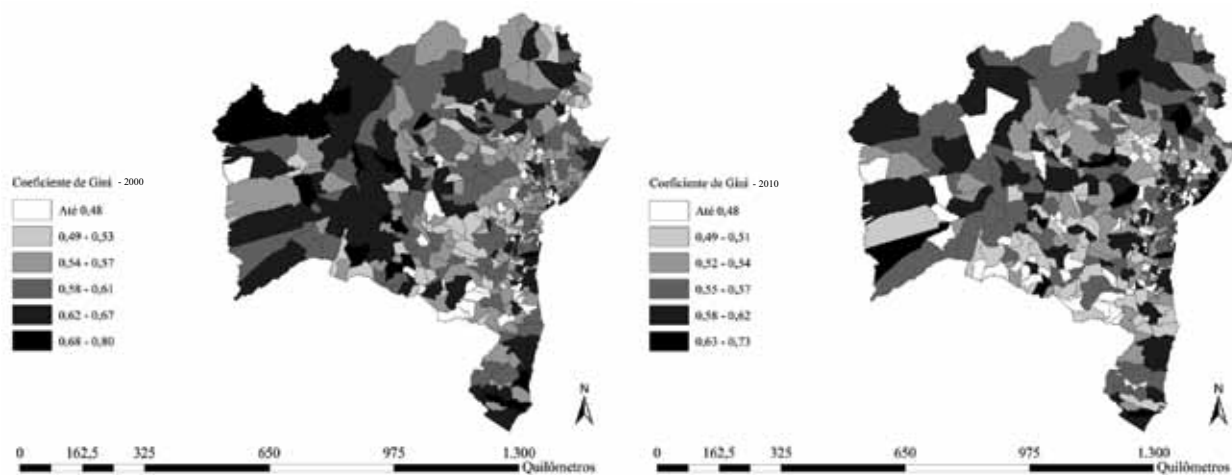 Coeficiente de Gini - 2000
Até 0,48
0,49 - 0,53
0,54 - 0,57
0,58 - 0,61
0,62 - 0,67
0,68 - 0,80
N
0 162,5 325 650 975 1.300
Quilômetros
Coeficiente de Gini - 2010
Até 0,48
0,49 - 0,51
0,52 - 0,54
0,55 - 0,57
0,58 - 0,62
0,63 - 0,73
N
0 162,5 325 650 975 1.300
Quilômetros